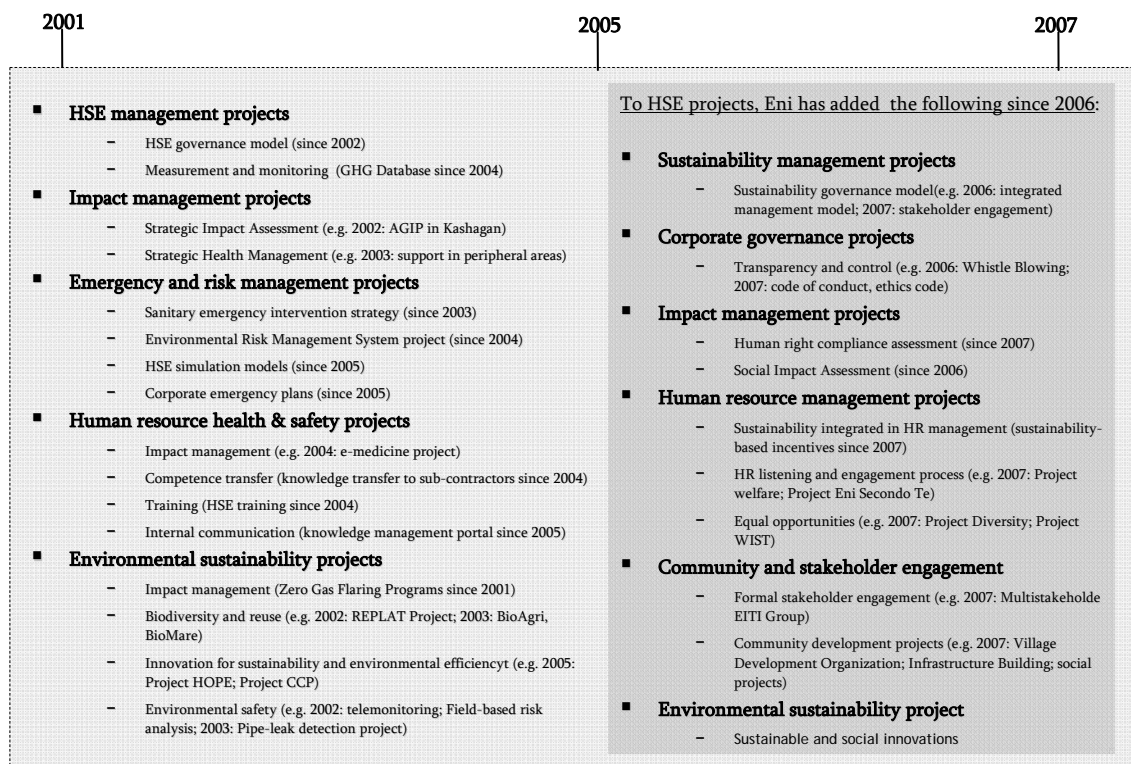 2001
2005
2007
▪ HSE management projects
– HSE governance model (since 2002)
– Measurement and monitoring (GHG Database since 2004)
▪ Impact management projects
– Strategic Impact Assessment (e.g. 2002: AGIP in Kashagan)
– Strategic Health Management (e.g. 2003: support in peripheral areas)
▪ Emergency and risk management projects
– Sanitary emergency intervention strategy (since 2003)
– Environmental Risk Management System project (since 2004)
– HSE simulation models (since 2005)
– Corporate emergency plans (since 2005)
▪ Human resource health & safety projects
– Impact management (e.g. 2004: e-medicine project)
– Competence transfer (knowledge transfer to sub-contractors since 2004)
– Training (HSE training since 2004)
– Internal communication (knowledge management portal since 2005)
▪ Environmental sustainability projects
– Impact management (Zero Gas Flaring Programs since 2001)
– Biodiversity and reuse (e.g. 2002: REPLAT Project; 2003: BioAgri,
BioMare)
– Innovation for sustainability and environmental efficiencyt (e.g. 2005:
Project HOPE; Project CCP)
– Environmental safety (e.g. 2002: telemonitoring; Field-based risk
analysis; 2003: Pipe-leak detection project)
To HSE projects, Eni has added the following since 2006:
▪ Sustainability management projects
– Sustainability governance model(e.g. 2006: integrated
management model; 2007: stakeholder engagement)
▪ Corporate governance projects
– Transparency and control (e.g. 2006: Whistle Blowing;
2007: code of conduct, ethics code)
▪ Impact management projects
– Human right compliance assessment (since 2007)
– Social Impact Assessment (since 2006)
▪ Human resource management projects
– Sustainability integrated in HR management (sustainability-
based incentives since 2007)
– HR listening and engagement process (e.g. 2007: Project
welfare; Project Eni Secondo Te)
– Equal opportunities (e.g. 2007: Project Diversity; Project
WIST)
▪ Community and stakeholder engagement
– Formal stakeholder engagement (e.g. 2007: Multistakeholde
EITI Group)
– Community development projects (e.g. 2007: Village
Development Organization; Infrastructure Building; social
projects)
▪ Environmental sustainability project
– Sustainable and social innovations